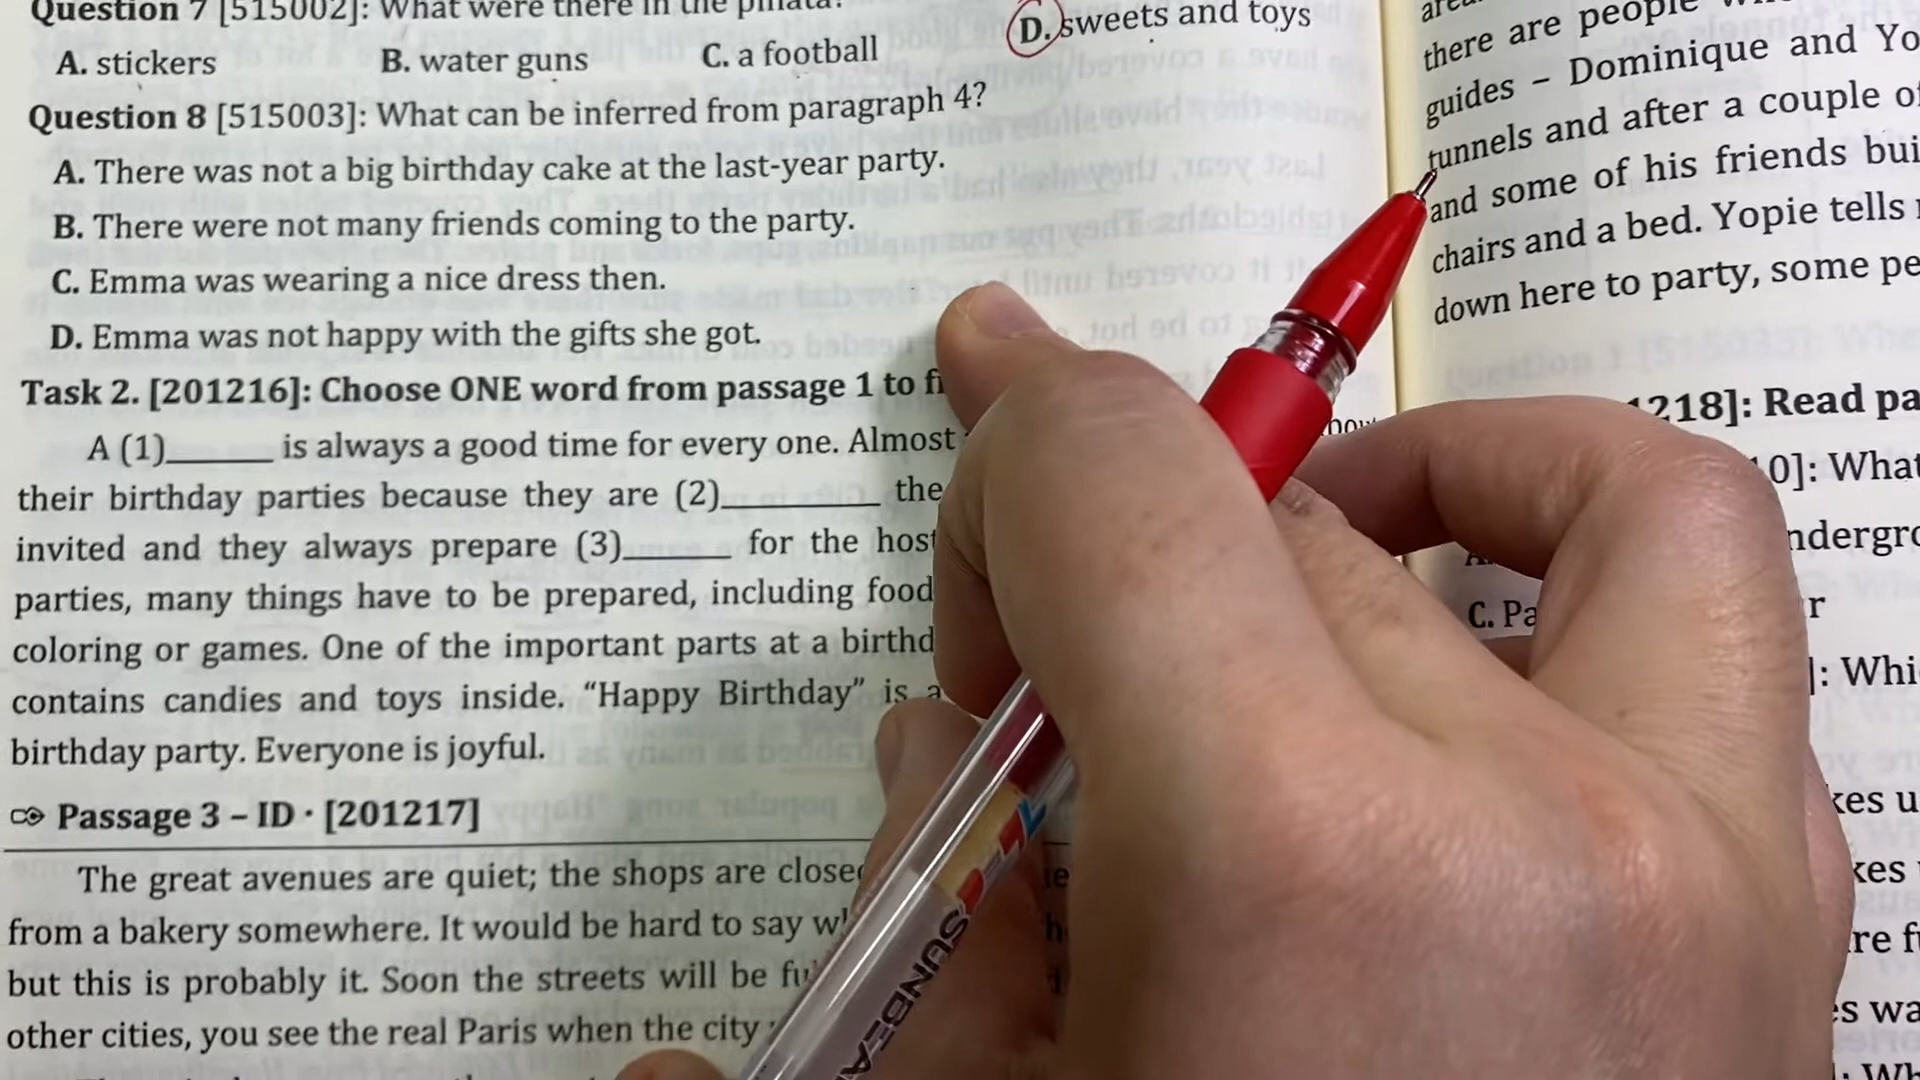 Question 7 [515002]: What were there in the piñata?
A. stickers B. water guns C. a football D. sweets and toys
Question 8 [515003]: What can be inferred from paragraph 4?
A. There was not a big birthday cake at the last-year party.
B. There were not many friends coming to the party.
C. Emma was wearing a nice dress then.
D. Emma was not happy with the gifts she got.
Task 2. [201216]: Choose ONE word from passage 1 to
A (1)______ is always a good time for every one. Almost
their birthday parties because they are (2)_________ the
invited and they always prepare (3)______ for the host
parties, many things have to be prepared, including food
coloring or games. One of the important parts at a birthd
contains candies and toys inside. “Happy Birthday” is a
birthday party. Everyone is joyful.
Passage 3 – ID · [201217]
The great avenues are quiet; the shops are close
from a bakery somewhere. It would be hard to say
but this is probably it. Soon the streets will be
other cities, you see the real Paris when the city
there are people
guides – Dominique and Yo
tunnels and after a couple of
and some of his friends bui
chairs and a bed. Yopie tells
down here to party, some pe
1218]: Read pa
0]: What
ndergro
C. Pa
r
]: Whi
kes u
kes
re
s wa
SUNBEA